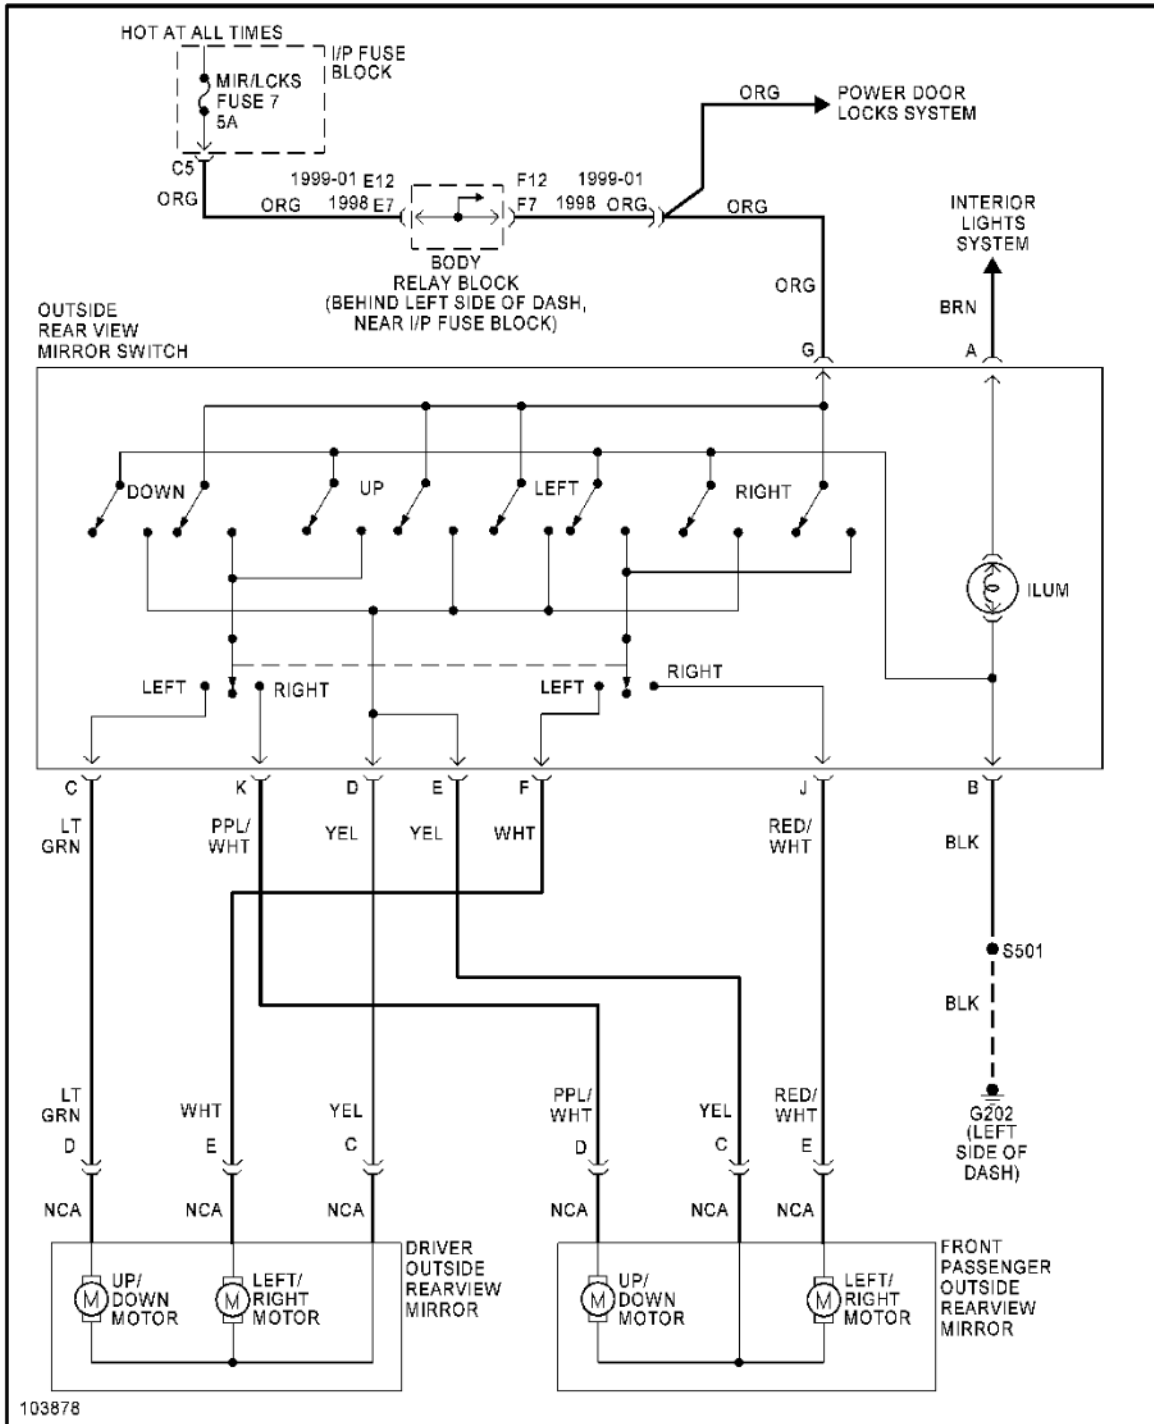 HOT AT ALL TIMES
I/P FUSE
BLOCK
MIR/LCKS
FUSE 7
5A
C5
ORG
ORG
1999-01 E12
1998 E7
F12 1999-01
F7 1998 ORG
ORG
POWER DOOR
LOCKS SYSTEM
ORG
ORG
BODY
RELAY BLOCK
(BEHIND LEFT SIDE OF DASH,
NEAR I/P FUSE BLOCK)
INTERIOR
LIGHTS
SYSTEM
BRN
OUTSIDE
REAR VIEW
MIRROR SWITCH
G
A
DOWN
UP
LEFT
RIGHT
ILUM
LEFT
RIGHT
LEFT
RIGHT
C
K
D
E
F
J
B
LT
GRN
PPL/
WHT
YEL
YEL
WHT
RED/
WHT
BLK
S501
BLK
G202
(LEFT
SIDE OF
DASH)
LT
GRN
D
WHT
E
YEL
C
PPL/
WHT
D
YEL
C
RED/
WHT
E
NCA
NCA
NCA
NCA
NCA
NCA
M
UP/
DOWN
MOTOR
M
LEFT/
RIGHT
MOTOR
DRIVER
OUTSIDE
REARVIEW
MIRROR
M
UP/
DOWN
MOTOR
M
LEFT/
RIGHT
MOTOR
FRONT
PASSENGER
OUTSIDE
REARVIEW
MIRROR
103878